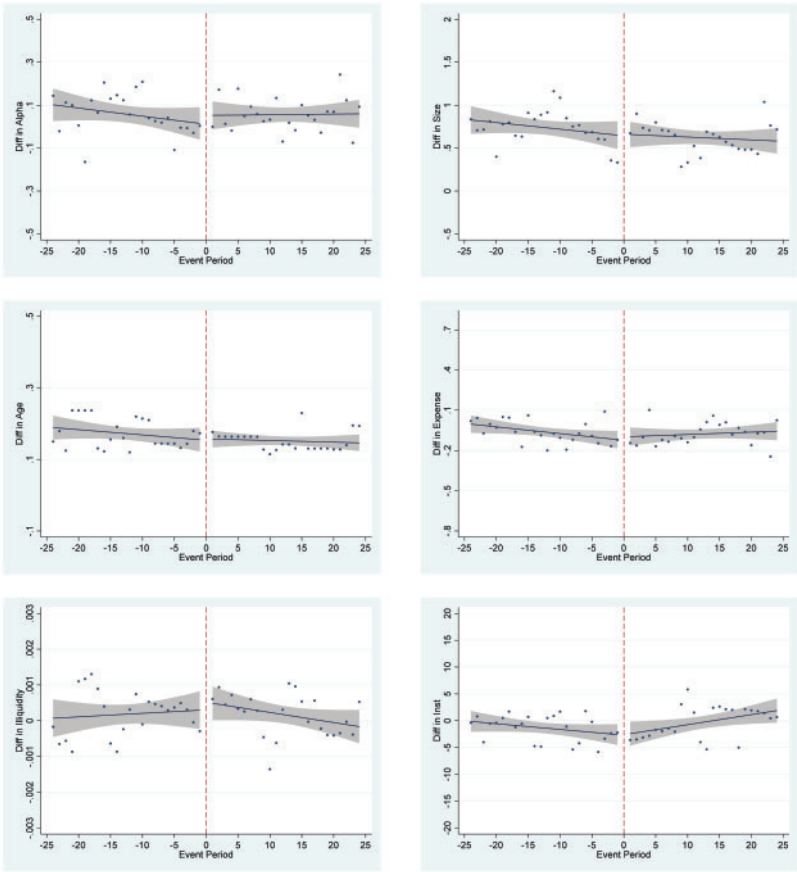 Diff in Alpha
.5
.3
.1
-.1
-.3
-.5
-25 -20 -15 -10 -5 0 5 10 15 20 25
Event Period
Diff in Size
2
1.5
1
.5
0
-.5
-25 -20 -15 -10 -5 0 5 10 15 20 25
Event Period
Diff in Age
.5
.3
.1
-.1
-25 -20 -15 -10 -5 0 5 10 15 20 25
Event Period
Diff in Expense
.7
.4
.1
-.2
-.5
-.8
-25 -20 -15 -10 -5 0 5 10 15 20 25
Event Period
Diff in Illiquidity
.003
.002
.001
0
-.001
-.002
-.003
-25 -20 -15 -10 -5 0 5 10 15 20 25
Event Period
Diff in Inst
20
15
10
5
0
-5
-10
-15
-20
-25 -20 -15 -10 -5 0 5 10 15 20 25
Event Period